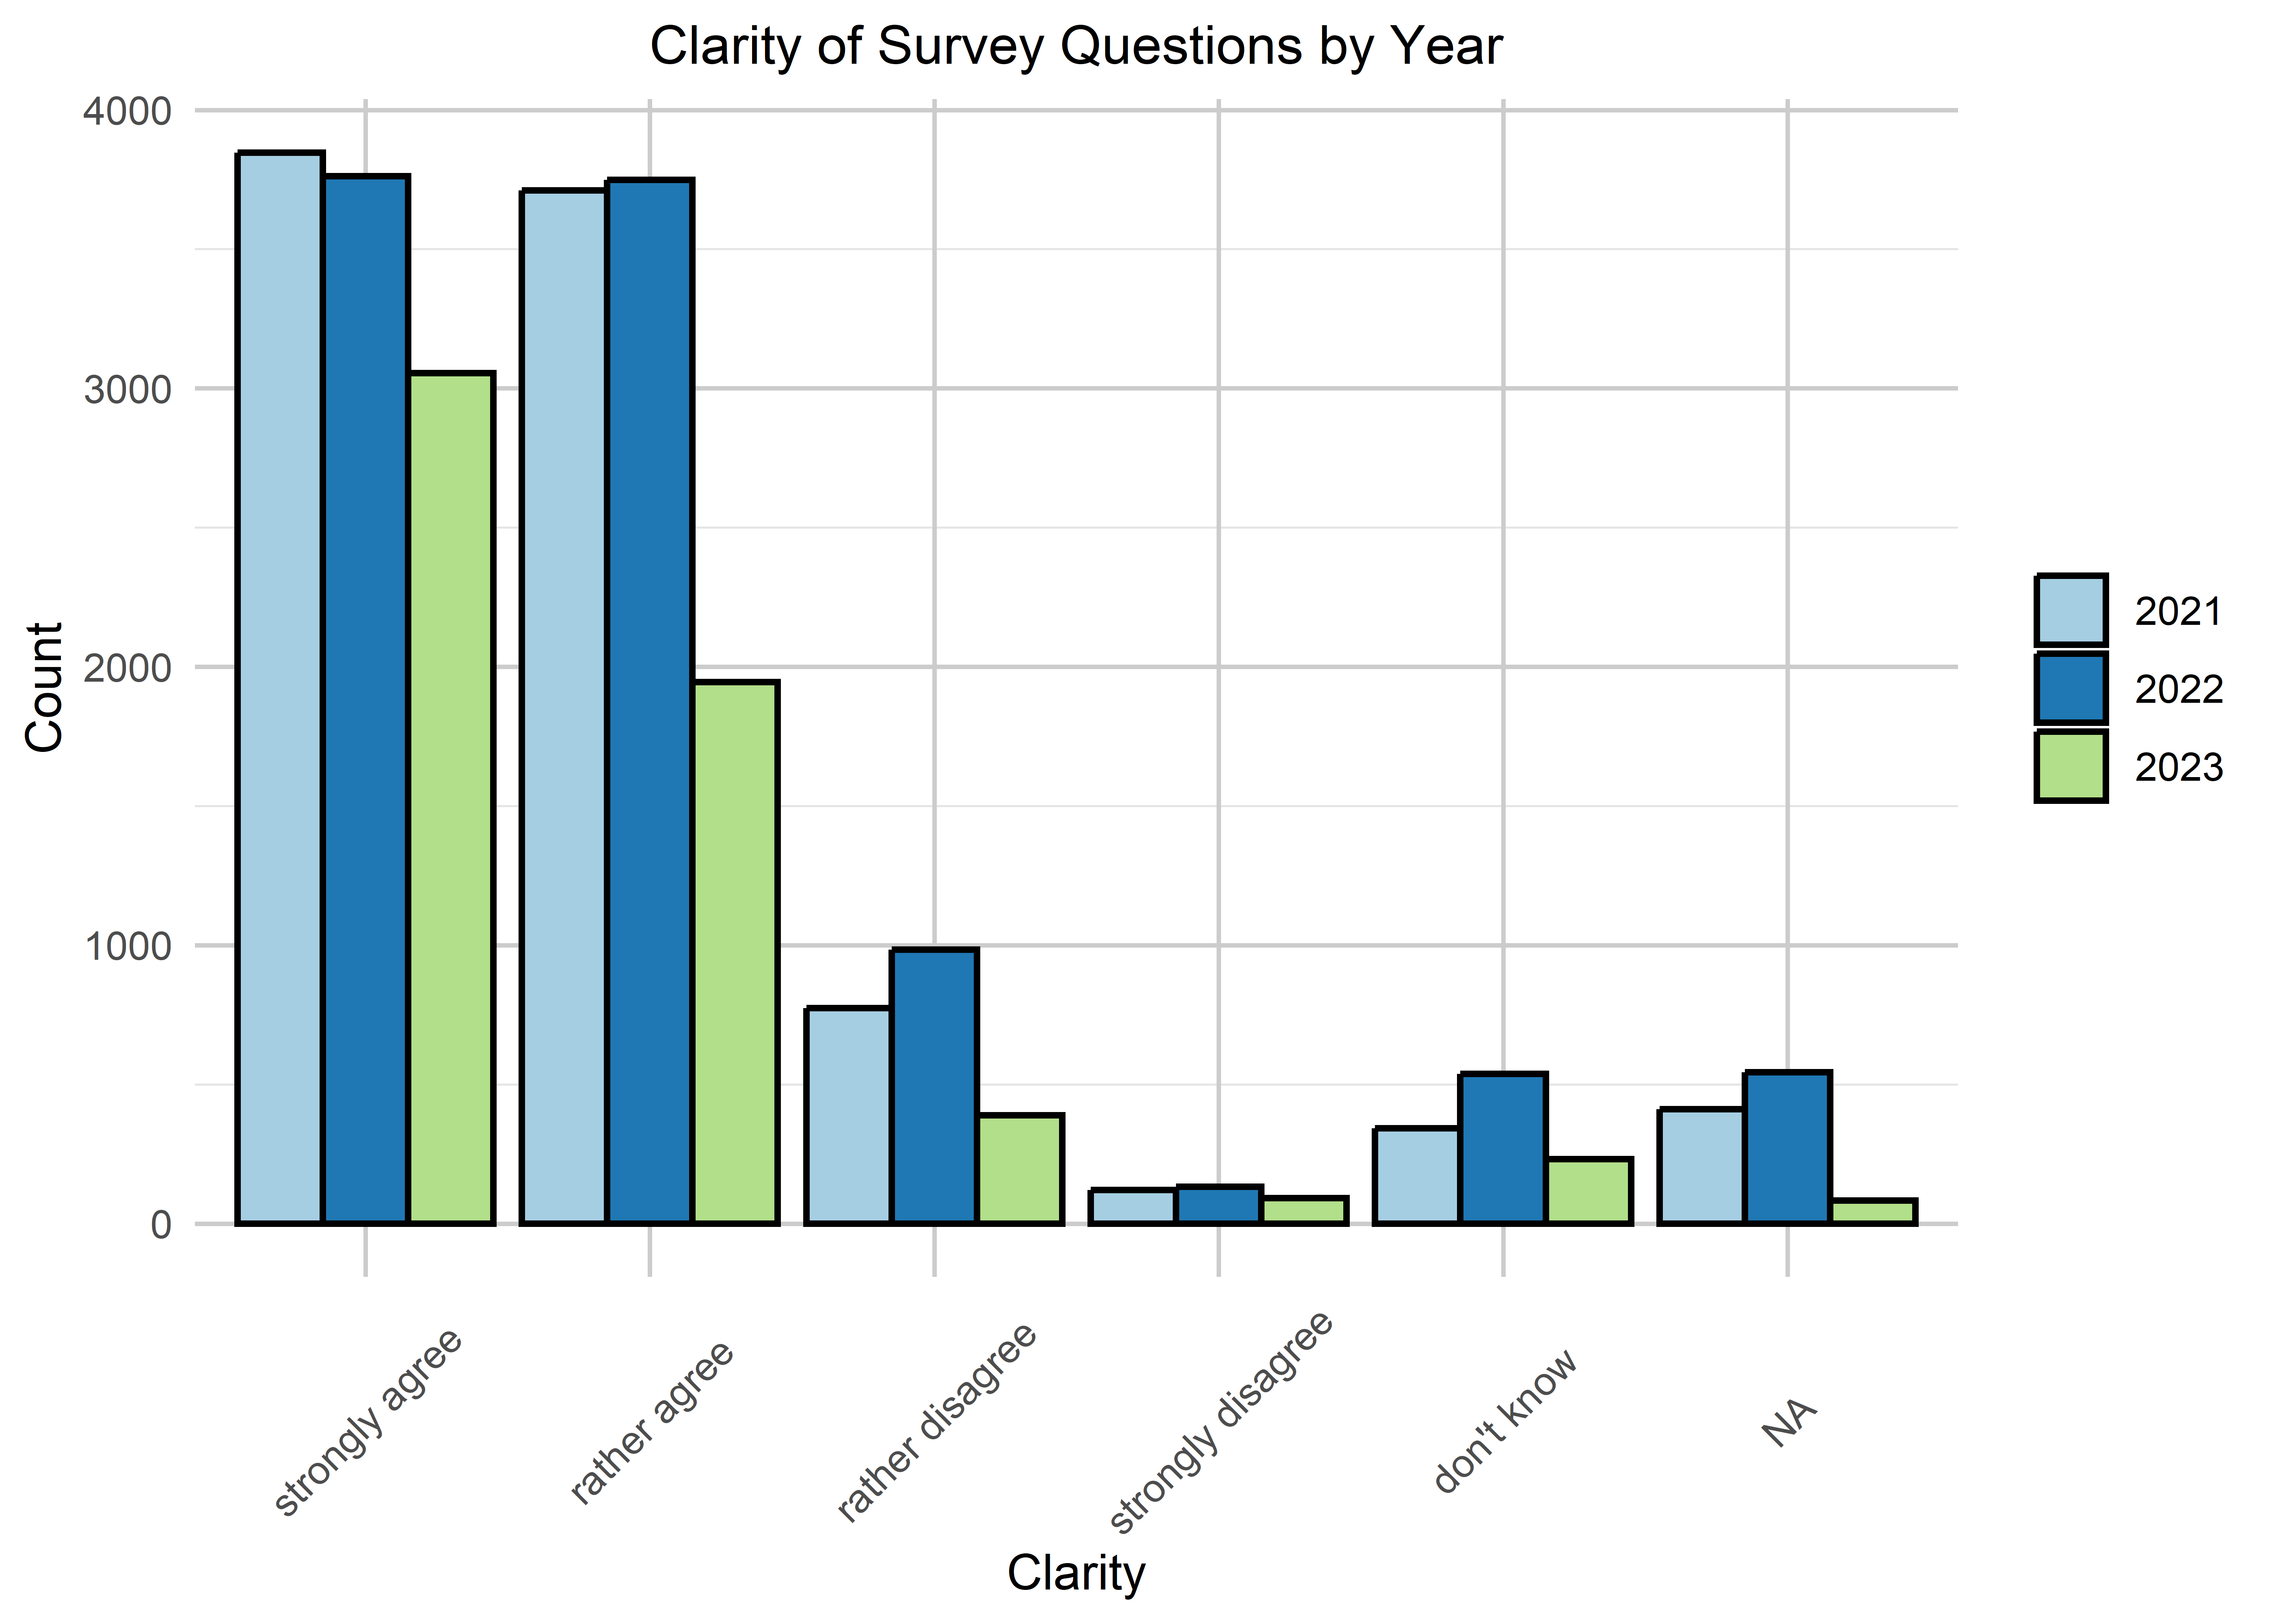 Clarity of Survey Questions by Year
4000
3000
2000
1000
0
Count
strongly agree
rather agree
rather disagree
strongly disagree
don't know
NA
Clarity
2021
2022
2023